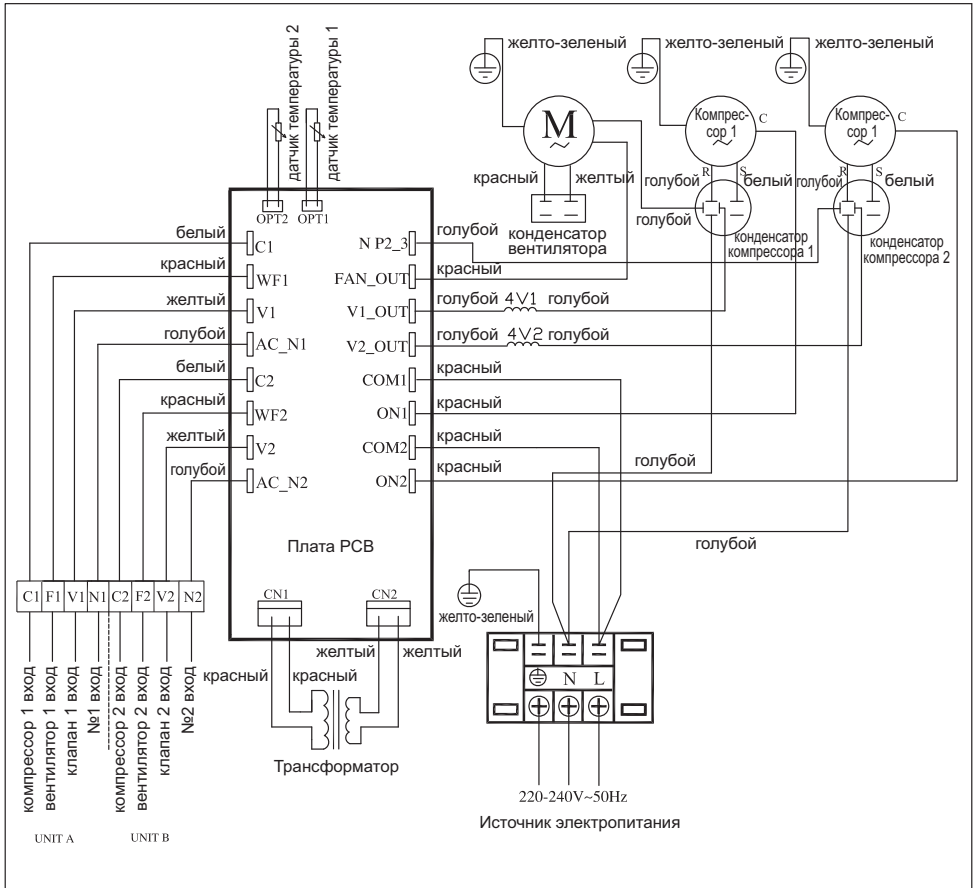 желто-зеленый
желто-зеленый
желто-зеленый
датчик температуры 2
датчик температуры 1
OPT2
OPT1
M
~
Компрес-
сор 1
~
C
Компрес-
сор 1
~
C
красный
желтый
голубой
R
S
белый
голубой
R
S
белый
голубой
конденсатор
вентилятора
конденсатор
компрессора 1
конденсатор
компрессора 2
белый
C1
красный
WF1
желтый
V1
голубой
AC_N1
белый
C2
красный
WF2
желтый
V2
голубой
AC_N2
N P2_3
голубой
FAN_OUT
красный
V1_OUT
голубой
4V1
голубой
V2_OUT
голубой
4V2
голубой
COM1
красный
ON1
красный
COM2
красный
голубой
ON2
красный
голубой
Плата PCB
CN1
CN2
красный
красный
желтый
желтый
Трансформатор
C1
F1
V1
N1
C2
F2
V2
N2
компрессор 1 вход
вентилятор 1 вход
клапан 1 вход
№1 вход
компрессор 2 вход
вентилятор 2 вход
клапан 2 вход
№2 вход
UNIT A
UNIT B
желто-зеленый
N
L
220-240V~50Hz
Источник электропитания